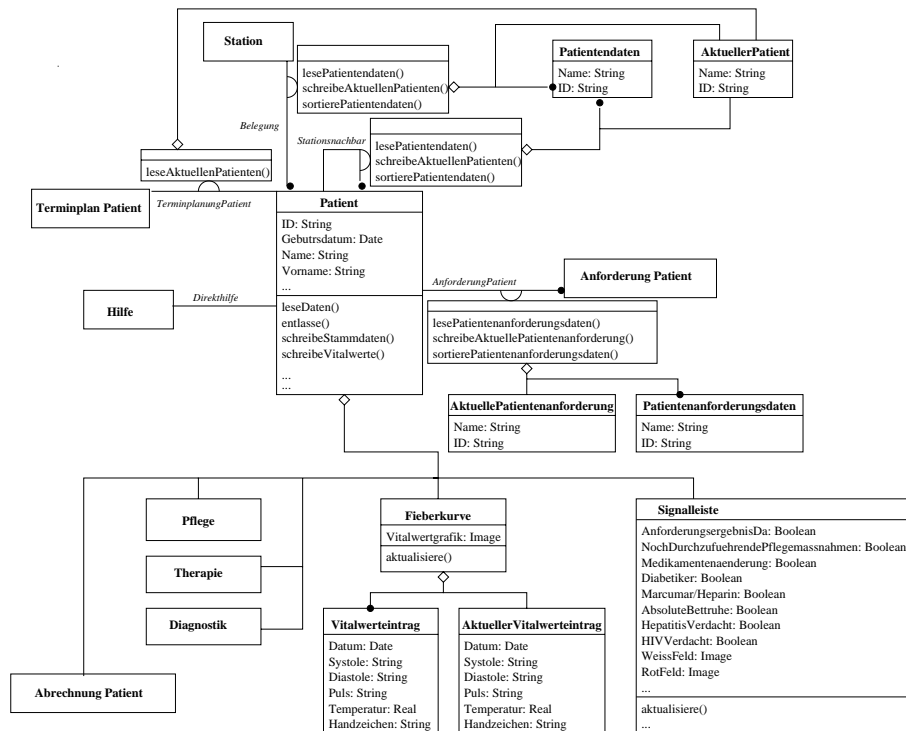 Station
lesePatientendaten()
schreibeAktuellenPatienten()
sortierePatientendaten()
Patientendaten
Name: String
ID: String
AktuellerPatient
Name: String
ID: String
Belegung
Stationsnachbar
lesePatientendaten()
schreibeAktuellenPatienten()
sortierePatientendaten()
leseAktuellenPatienten()
Terminplan Patient
TerminplanungPatient
Patient
ID: String
Gebutrsdatum: Date
Name: String
Vorname: String
...
leseDaten()
entlasse()
schreibeStammdaten()
schreibeVitalwerte()
...
...
Hilfe
Direkthilfe
AnforderungPatient
Anforderung Patient
lesePatientenanforderungsdaten()
schreibeAktuellePatientenanforderung()
sortierePatientenanforderungsdaten()
AktuellePatientenanforderung
Name: String
ID: String
Patientenanforderungsdaten
Name: String
ID: String
Pflege
Therapie
Diagnostik
Abrechnung Patient
Fieberkurve
Vitalwertgrafik: Image
aktualisiere()
Vitalwerteintrag
Datum: Date
Systole: String
Diastole: String
Puls: String
Temperatur: Real
Handzeichen: String
AktuellerVitalwerteintrag
Datum: Date
Systole: String
Diastole: String
Puls: String
Temperatur: Real
Handzeichen: String
Signalleiste
AnforderungsergebnisDa: Boolean
NochDurchzufuehrendePflegemassnahmen: Boolean
Medikamentenaenderung: Boolean
Diabetiker: Boolean
Marcumar/Heparin: Boolean
AbsoluteBettruhe: Boolean
HepatitisVerdacht: Boolean
HIVVerdacht: Boolean
WeissFeld: Image
RotFeld: Image
...
aktualisiere()
...